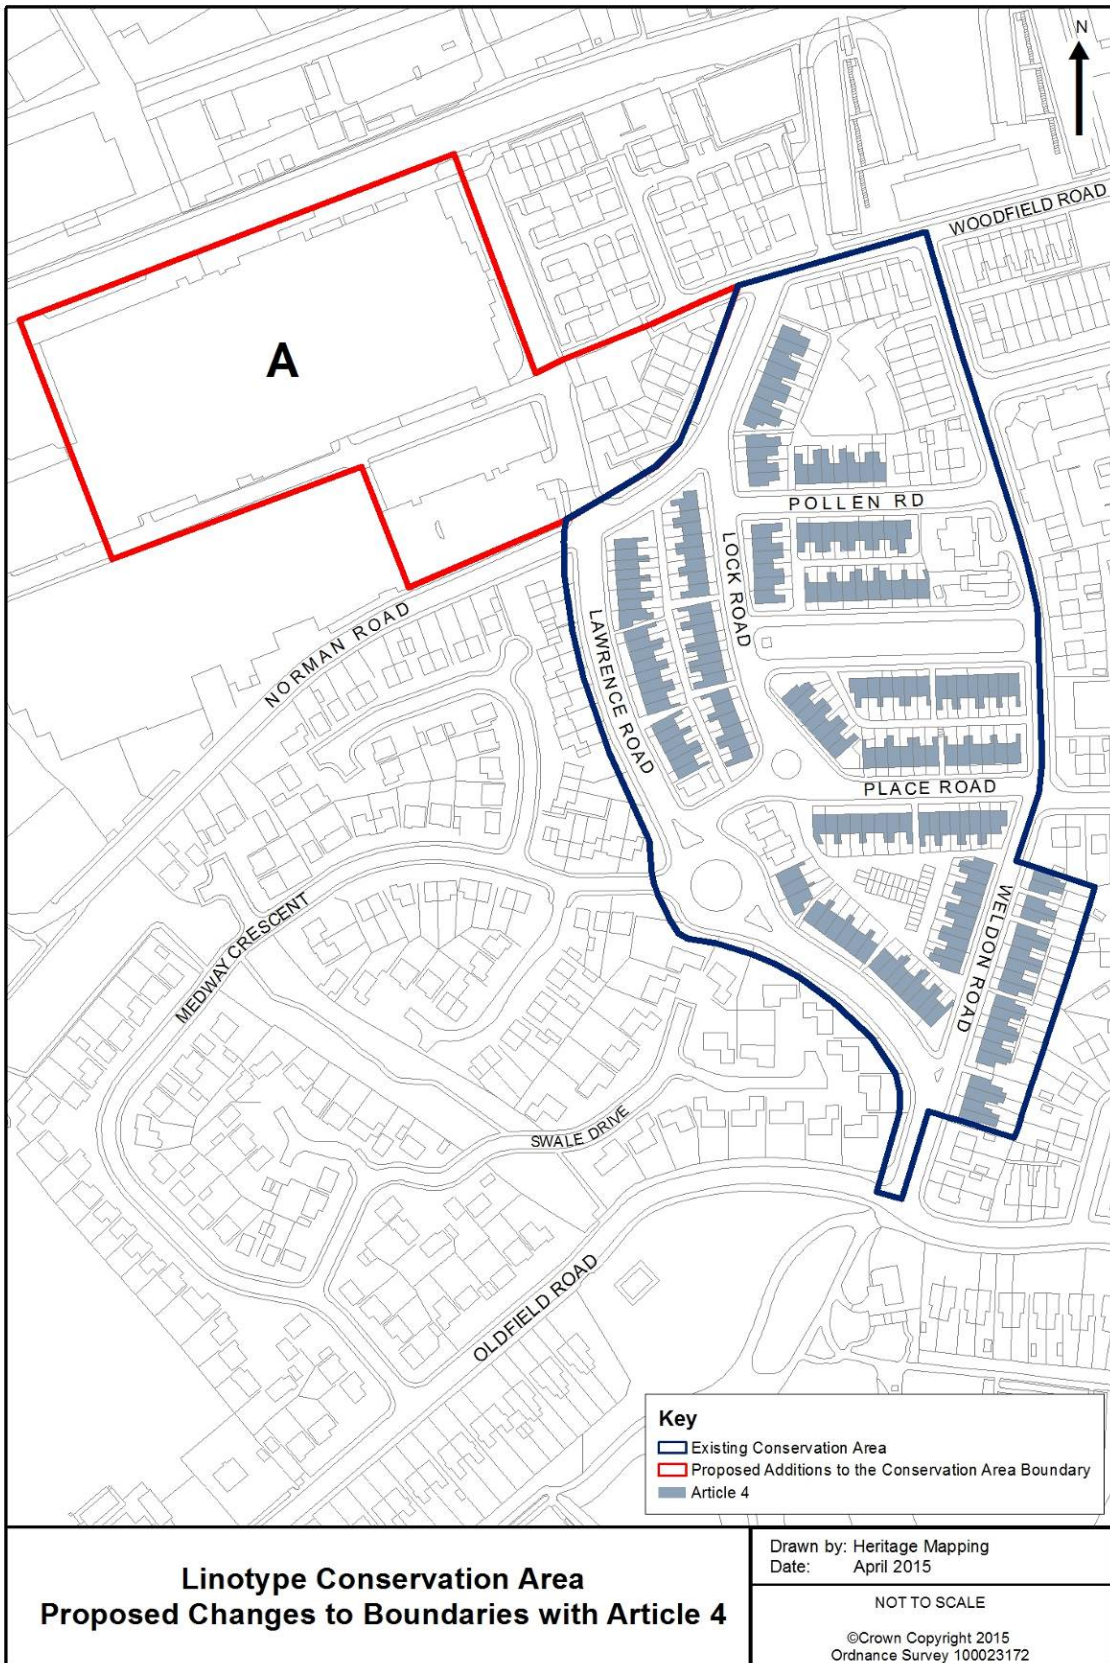 N
WOODFIELD ROAD
A
POLLEN RD
LOCK ROAD
NORMAN ROAD
LAWRENCE ROAD
PLACE ROAD
WELDON ROAD
MEDWAY CRESCENT
SWALE DRIVE
OLDFIELD ROAD
Key
Existing Conservation Area
Proposed Additions to the Conservation Area Boundary
Article 4
Linotype Conservation Area
Proposed Changes to Boundaries with Article 4
Drawn by: Heritage Mapping
Date: April 2015
NOT TO SCALE
©Crown Copyright 2015
Ordnance Survey 100023172